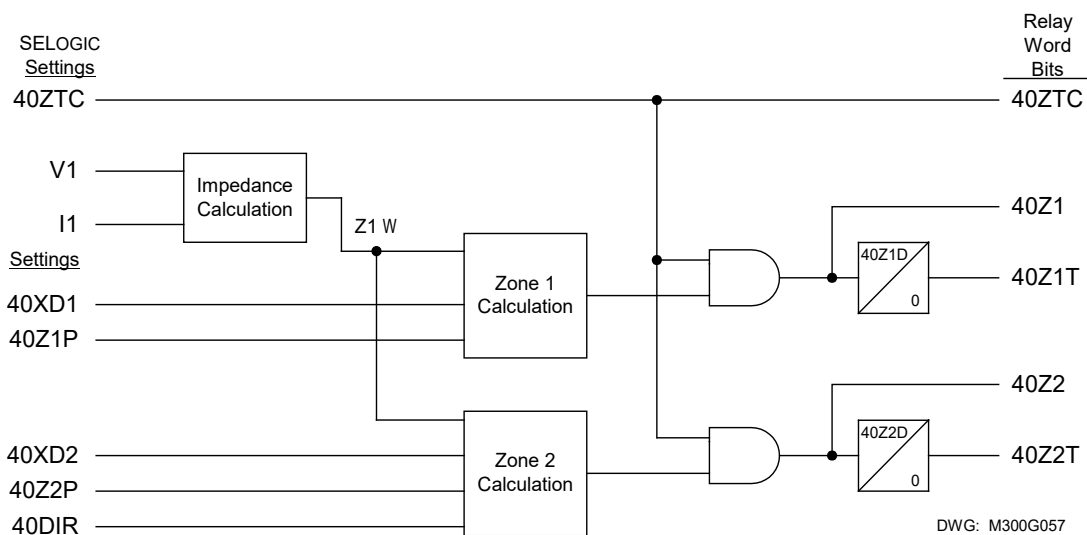 SELOGIC
Settings
40ZTC
V1
I1
Settings
40XD1
40Z1P
40XD2
40Z2P
40DIR
Impedance
Calculation
Z1 W
Zone 1
Calculation
Zone 2
Calculation
40Z1D
0
40Z2D
0
Relay
Word
Bits
40ZTC
40Z1
40Z1T
40Z2
40Z2T
DWG: M300G057